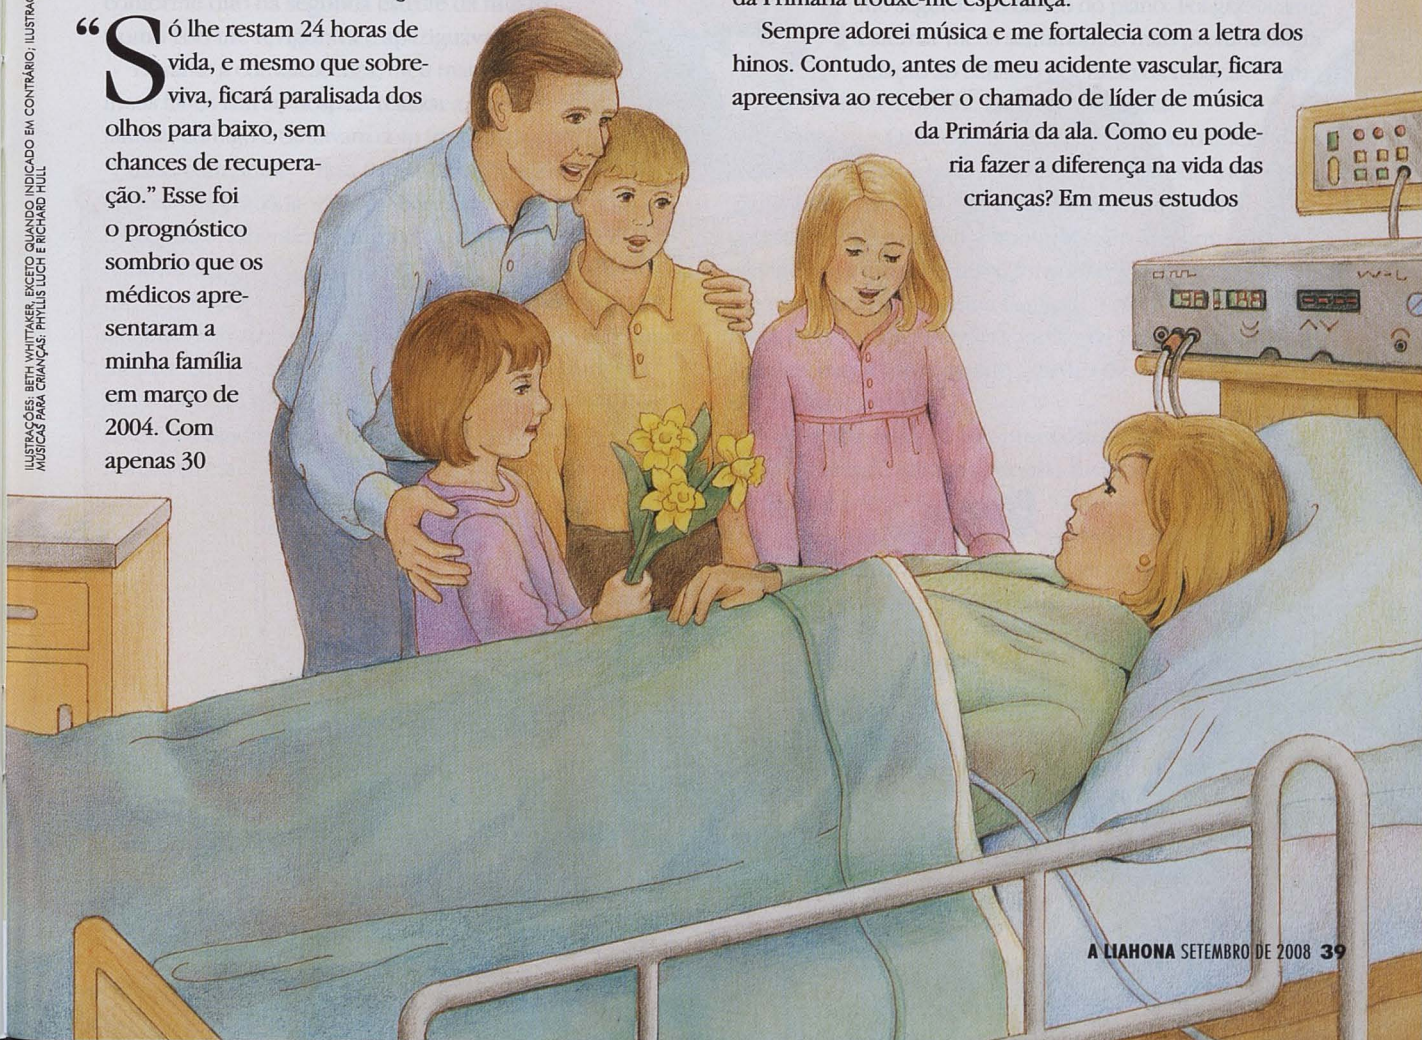 “Só lhe restam 24 horas de
vida, e mesmo que sobre-
viva, ficará paralisada dos
olhos para baixo, sem
chances de recupera-
ção.” Esse foi
o prognóstico
sombrio que os
médicos apre-
sentaram a
minha família
em março de
2004. Com
apenas 30
da Primária trouxe-me esperança.
Sempre adorei música e me fortalecia com a letra dos
hinos. Contudo, antes de meu acidente vascular, ficara
apreensiva ao receber o chamado de líder de música
da Primária da ala. Como eu pode-
ria fazer a diferença na vida das
crianças? Em meus estudos
ILUSTRAÇÕES: BETH WHITTAKER, EXCETO QUANDO INDICADO EM CONTRÁRIO;
MÚSICAS PARA CRIANÇAS: PHYLLIS LUCH E RICHARD HULL
A LIAHONA SETEMBRO DE 2008 39